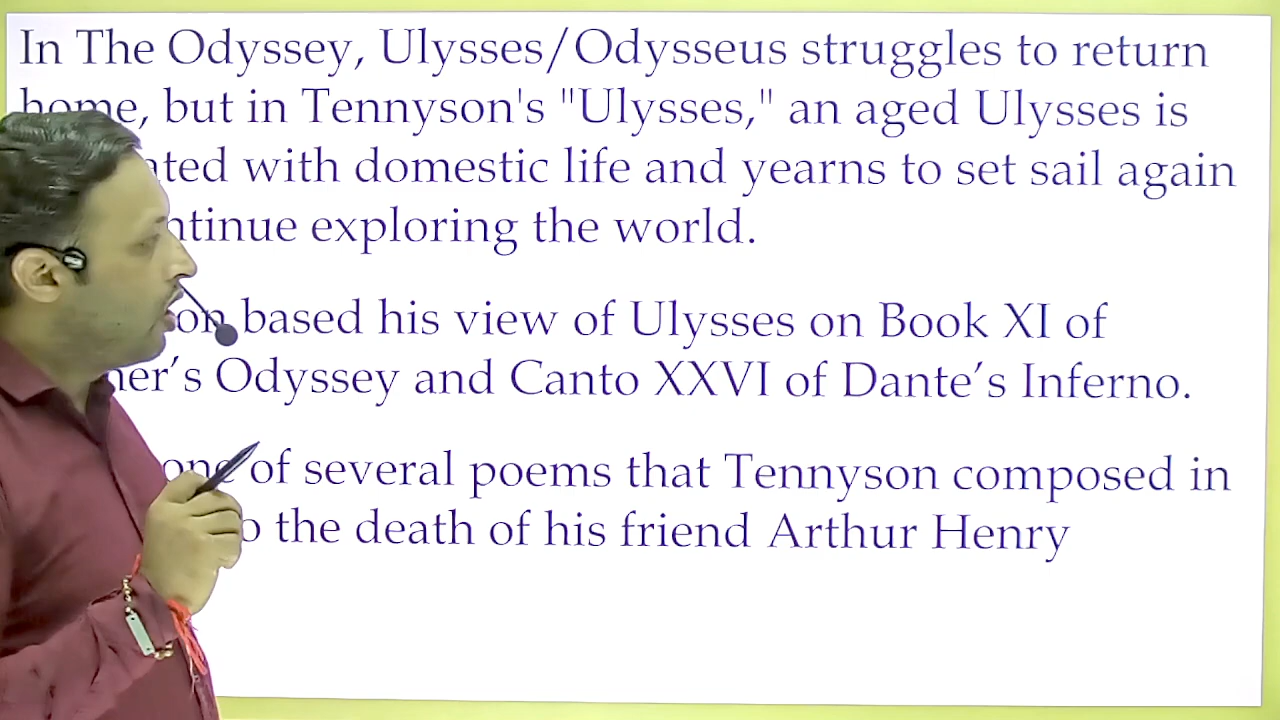 In The Odyssey, Ulysses/Odysseus struggles to return
home, but in Tennyson's "Ulysses," an aged Ulysses is
with domestic life and yearns to set sail again
exploring the world.
based his view of Ulysses on Book XI of
Odyssey and Canto XXVI of Dante’s Inferno.
one of several poems that Tennyson composed in
the death of his friend Arthur Henry